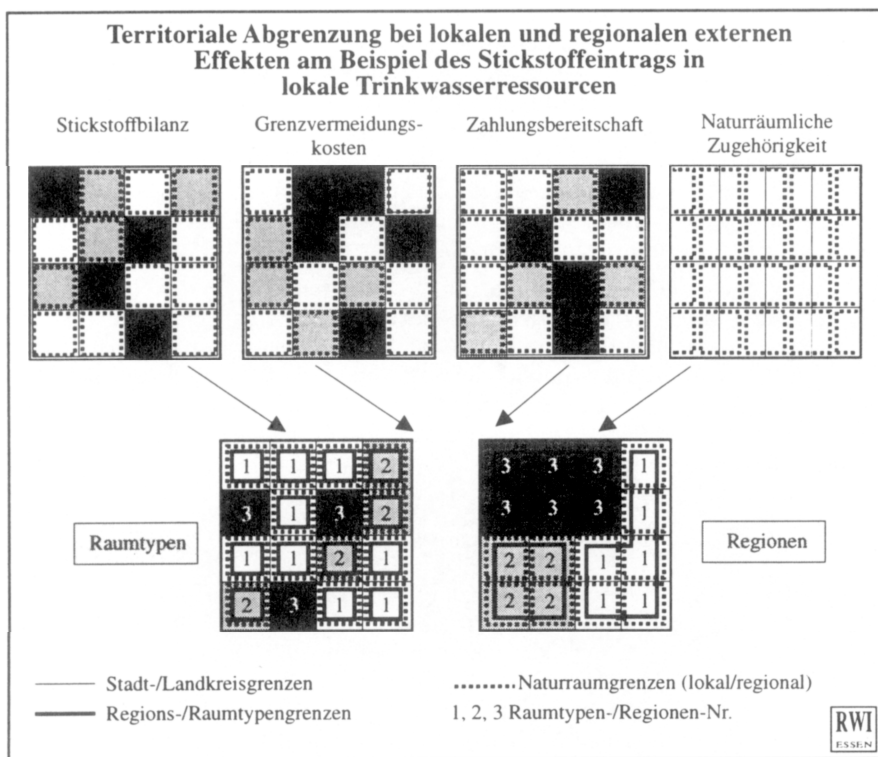 Territoriale Abgrenzung bei lokalen und regionalen externen
Effekten am Beispiel des Stickstoffeintrags in
lokale Trinkwasserressourcen
Stickstoffbilanz
Grenzvermeidungs-
kosten
Zahlungsbereitschaft
Naturräumliche
Zugehörigkeit
1 1 1 2
3 1 3 2
1 1 2 1
2 3 1 1
Raumtypen
3 3 3 1
3 3 3 1
2 2 1 1
2 2 1 1
Regionen
Stadt-/Landkreisgrenzen
Regions-/Raumtypengrenzen
Naturraumgrenzen (lokal/regional)
1, 2, 3 Raumtypen-/Regionen-Nr.
RWI
ESSEN